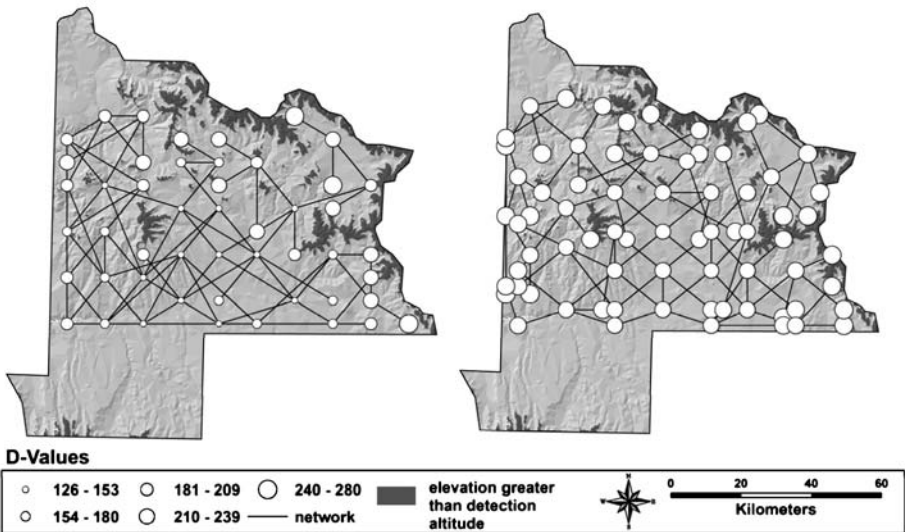 D-Values
126 - 153
181 - 209
240 - 280
elevation greater
than detection
altitude
154 - 180
210 - 239
network
N
W
E
S
0 20 40 60
Kilometers